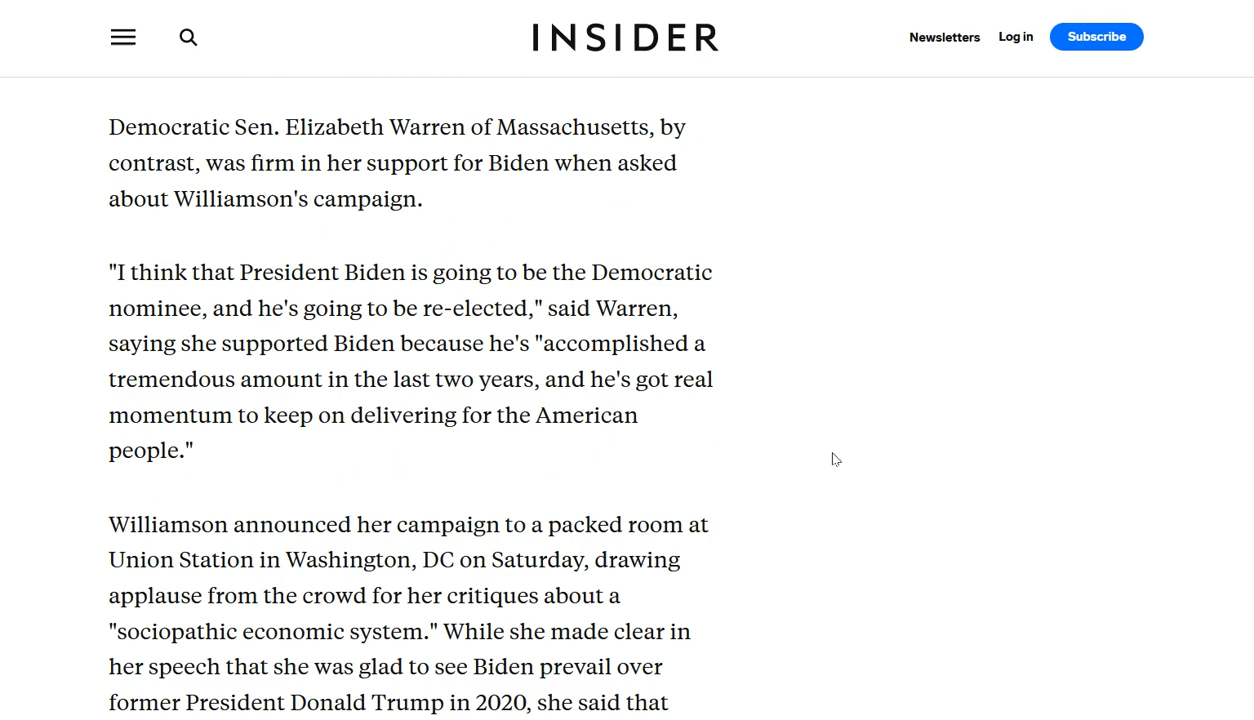 INSIDER
Newsletters Log in Subscribe
Democratic Sen. Elizabeth Warren of Massachusetts, by
contrast, was firm in her support for Biden when asked
about Williamson's campaign.
"I think that President Biden is going to be the Democratic
nominee, and he's going to be re-elected," said Warren,
saying she supported Biden because he's "accomplished a
tremendous amount in the last two years, and he's got real
momentum to keep on delivering for the American
people."
Williamson announced her campaign to a packed room at
Union Station in Washington, DC on Saturday, drawing
applause from the crowd for her critiques about a
"sociopathic economic system." While she made clear in
her speech that she was glad to see Biden prevail over
former President Donald Trump in 2020, she said that